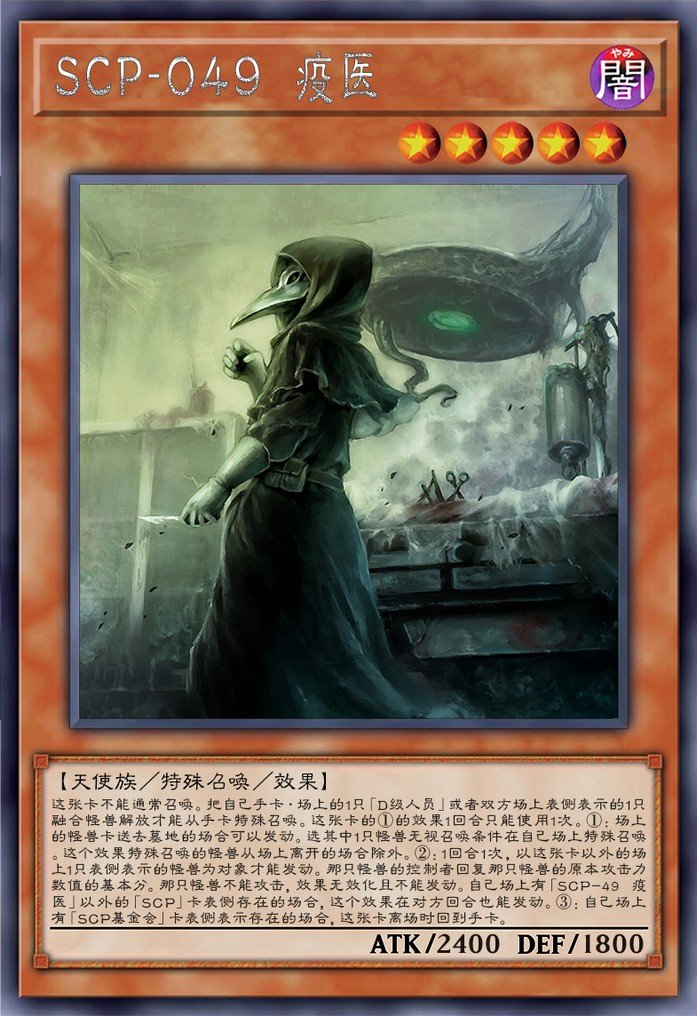 SCP-049 疫医
やみ
闇
【天使族／特殊召唤／效果】
这张卡不能通常召唤。把自己手卡·场上的1只「D级人员」或者双方场上表侧表示的1只
融合怪兽解放才能从手卡特殊召唤。这张卡的①的效果1回合只能使用1次。①：场上
的怪兽卡送去墓地的场合可以发动。选其中1只怪兽无视召唤条件在自己场上特殊召唤
。这个效果特殊召唤的怪兽从场上离开的场合除外。②：1回合1次，以这张卡以外的场
上1只表侧表示的怪兽为对象才能发动。那只怪兽的控制者回复那只怪兽的原本攻击力
数值的基本分。那只怪兽不能攻击，效果无效化且不能发动。自己场上有「SCP-49 疫
医」以外的「SCP」卡表侧存在的场合，这个效果在对方回合也能发动。③：自己场上
有「SCP基金会」卡表侧表示存在的场合，这张卡离场时回到手卡。
ATK/2400 DEF/1800